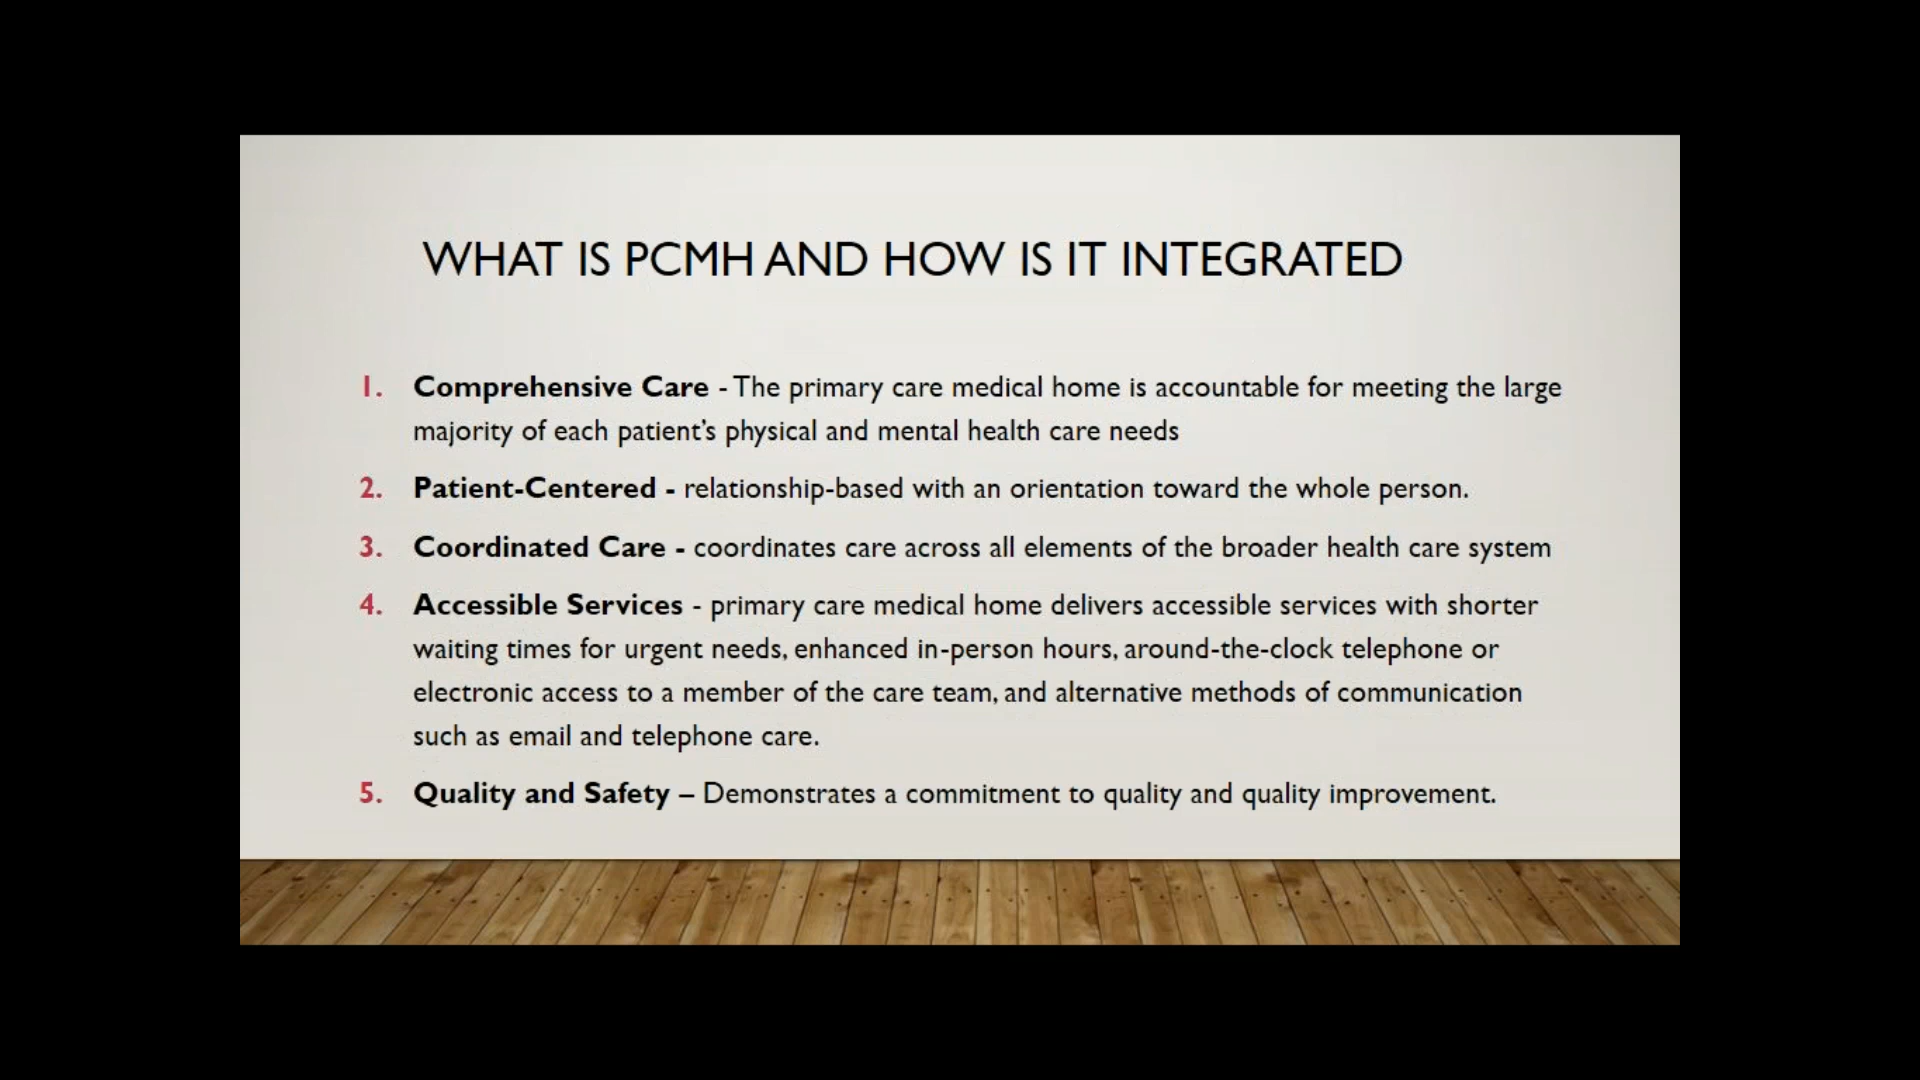 WHAT IS PCMH AND HOW IS IT INTEGRATED
1. Comprehensive Care - The primary care medical home is accountable for meeting the large
majority of each patient’s physical and mental health care needs
2. Patient-Centered - relationship-based with an orientation toward the whole person.
3. Coordinated Care - coordinates care across all elements of the broader health care system
4. Accessible Services - primary care medical home delivers accessible services with shorter
waiting times for urgent needs, enhanced in-person hours, around-the-clock telephone or
electronic access to a member of the care team, and alternative methods of communication
such as email and telephone care.
5. Quality and Safety – Demonstrates a commitment to quality and quality improvement.